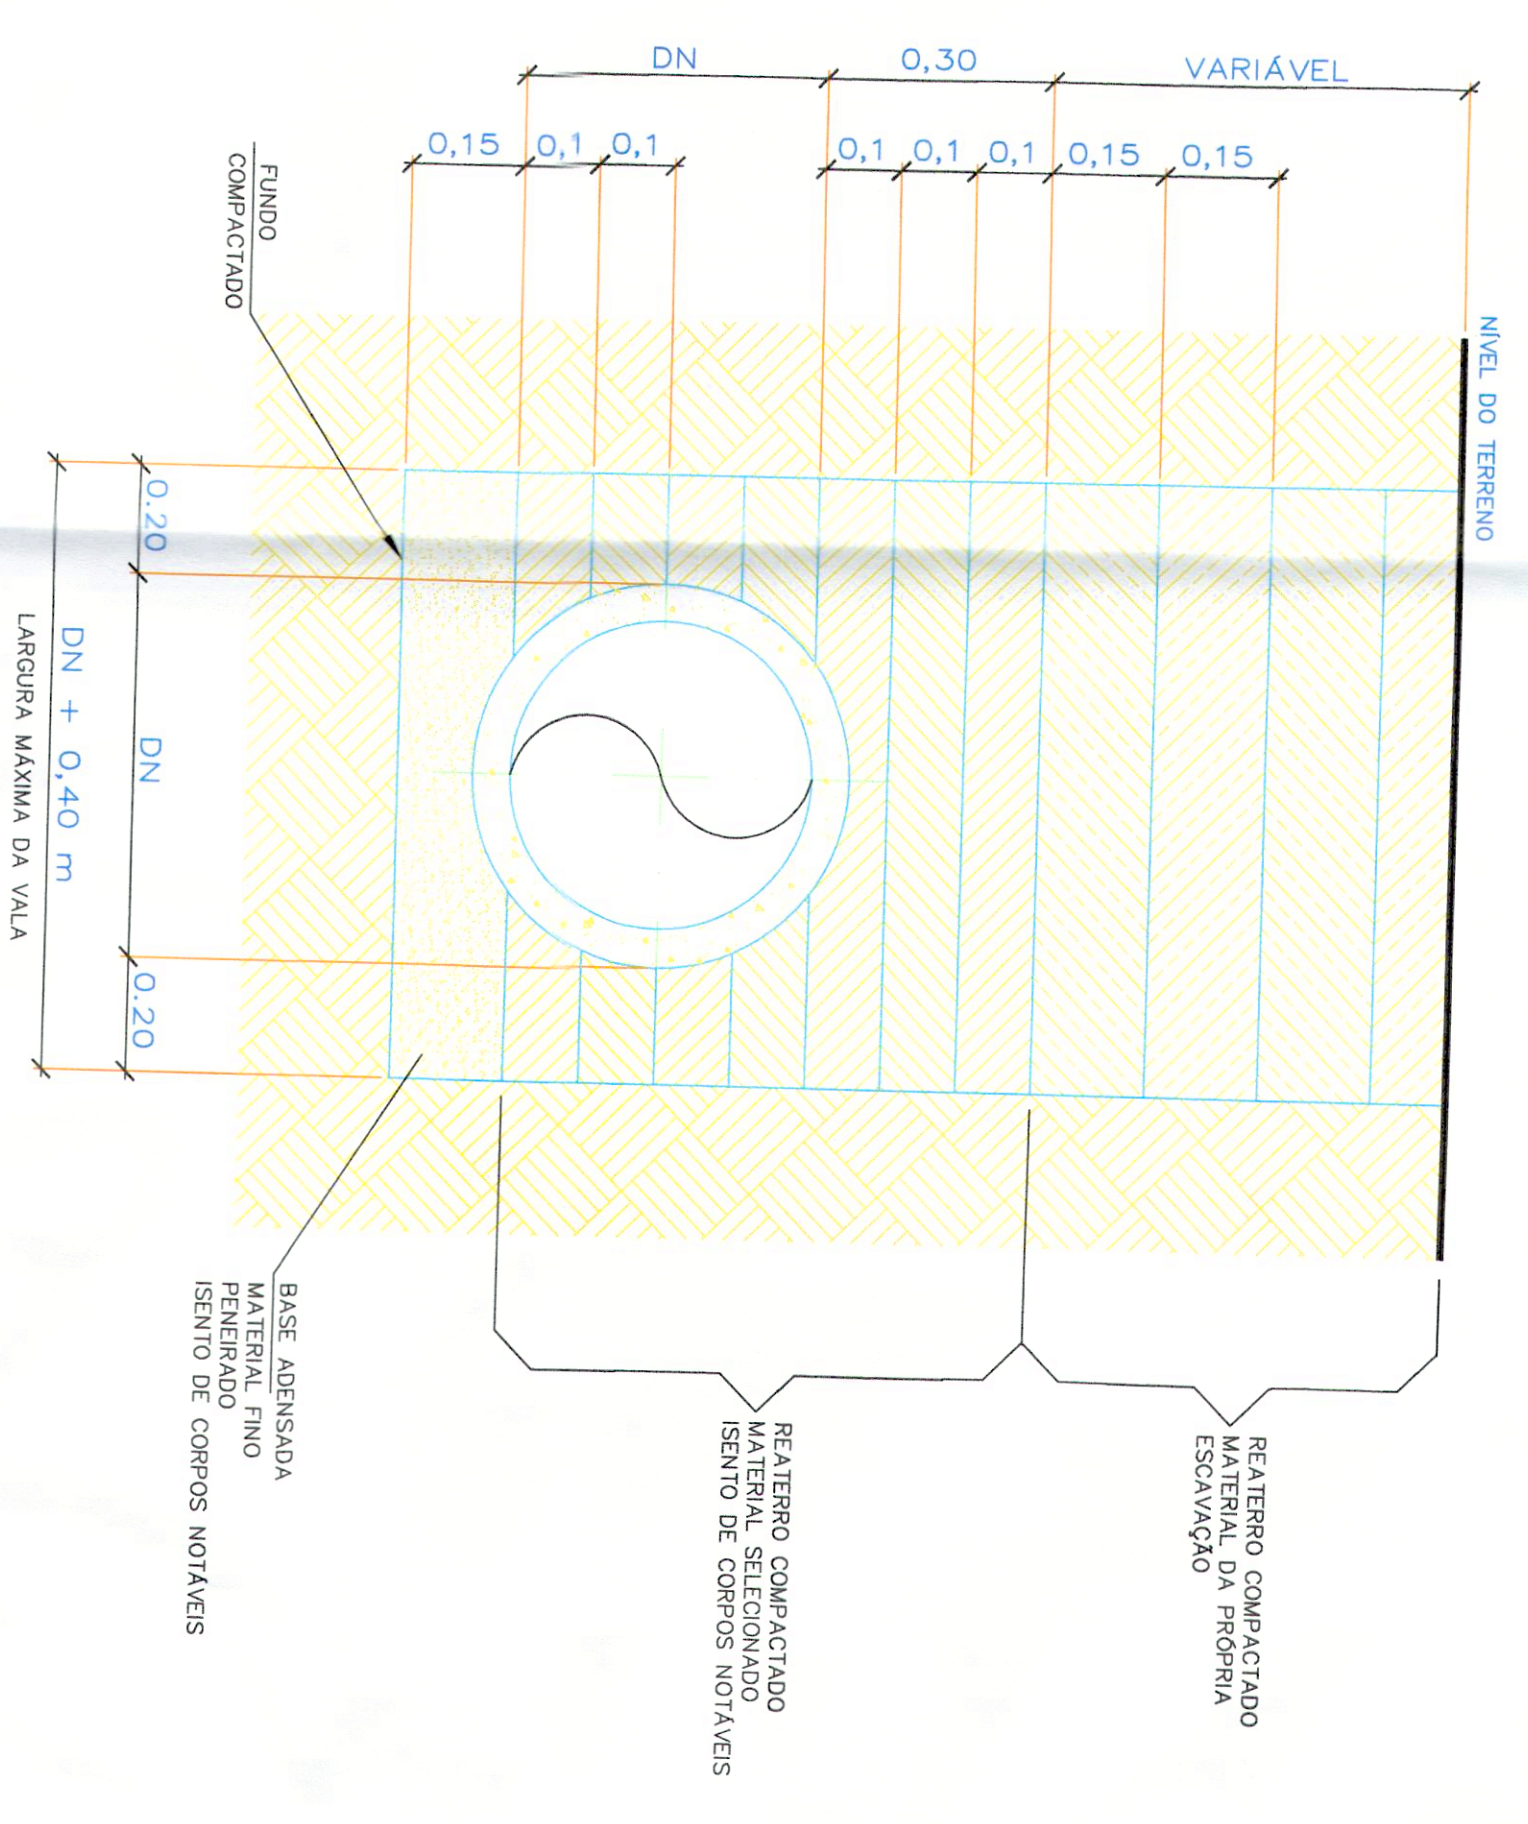 NÍVEL DO TERRENO
VARIÁVEL
0,30
DN
0,15
0,15
0,1
0,1
0,1
0,1
0,1
0,15
FUNDO
COMPACTADO
REATERRO COMPACTADO
MATERIAL DA PRÓPRIA
ESCAVAÇÃO
REATERRO COMPACTADO
MATERIAL SELECIONADO
ISENTO DE CORPOS NOTÁVEIS
BASE ADENSADA
MATERIAL FINO
PENEIRADO
ISENTO DE CORPOS NOTÁVEIS
0.20
DN
0.20
DN + 0,40 m
LARGURA MÁXIMA DA VALA